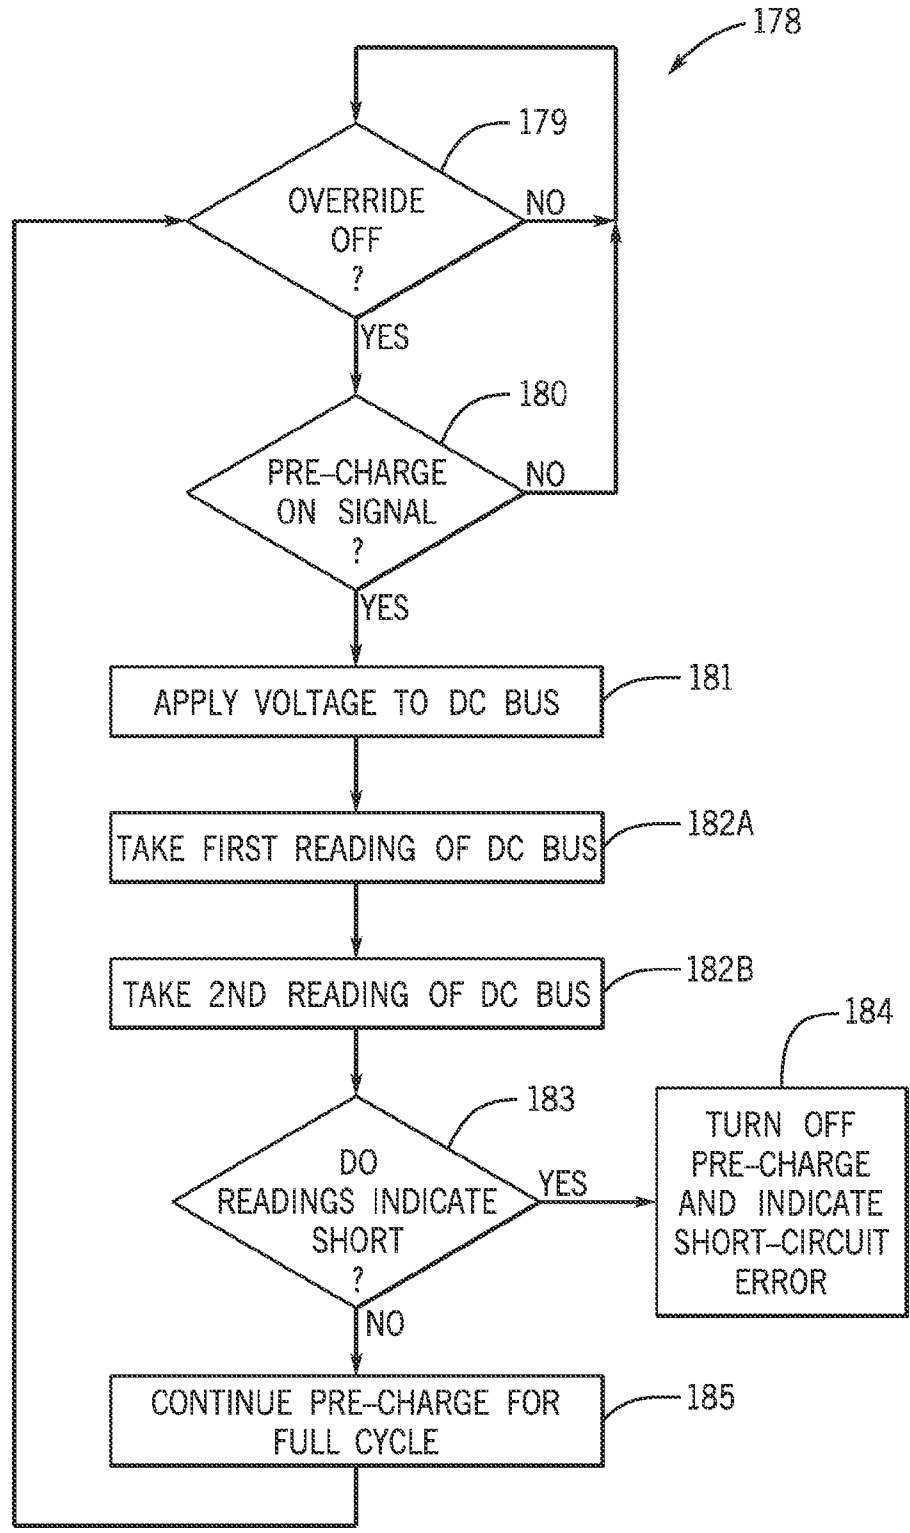 178
179
OVERRIDE
OFF
?
NO
YES
180
PRE-CHARGE
ON SIGNAL
?
NO
YES
181
APPLY VOLTAGE TO DC BUS
182A
TAKE FIRST READING OF DC BUS
182B
TAKE 2ND READING OF DC BUS
183
DO
READINGS INDICATE
SHORT
?
YES
NO
184
TURN OFF
PRE-CHARGE
AND INDICATE
SHORT-CIRCUIT
ERROR
185
CONTINUE PRE-CHARGE FOR
FULL CYCLE